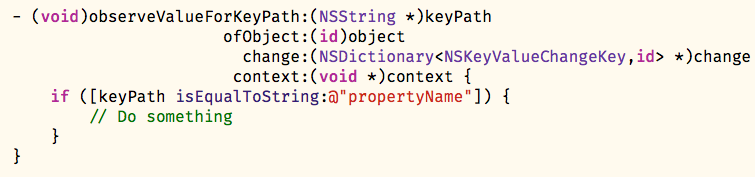 - (void)observeValueForKeyPath:(NSString *)keyPath
                      ofObject:(id)object
                        change:(NSDictionary<NSKeyValueChangeKey,id> *)change
                       context:(void *)context {
    if ([keyPath isEqualToString:@"propertyName"]) {
        // Do something
    }
}